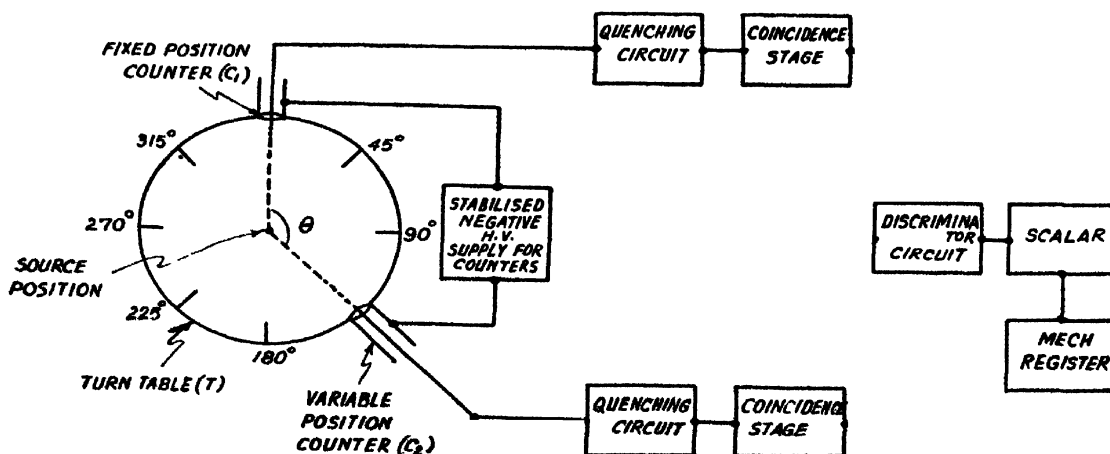 FIXED POSITION
COUNTER (C₁)
QUENCHING
CIRCUIT
COINCIDENCE
STAGE
315°
45°
270°
90°
θ
STABILISED
NEGATIVE
H.V.
SUPPLY FOR
COUNTERS
DISCRIMINA
TOR
CIRCUIT
SCALAR
SOURCE
POSITION
225°
180°
MECH
REGISTER
TURN TABLE (T)
VARIABLE
POSITION
COUNTER (C₂)
QUENCHING
CIRCUIT
COINCIDENCE
STAGE